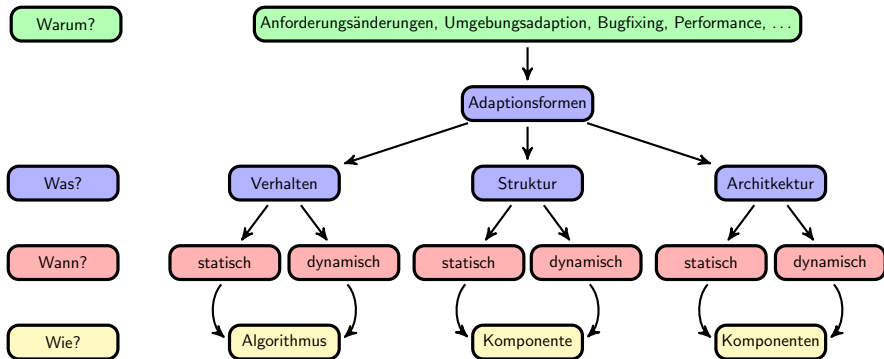 Warum?
Anforderungsänderungen, Umgebungsadaption, Bugfixing, Performance, ...
Adaptionsformen
Was?
Verhalten
Struktur
Architkektur
Wann?
statisch
dynamisch
statisch
dynamisch
statisch
dynamisch
Wie?
Algorithmus
Komponente
Komponenten